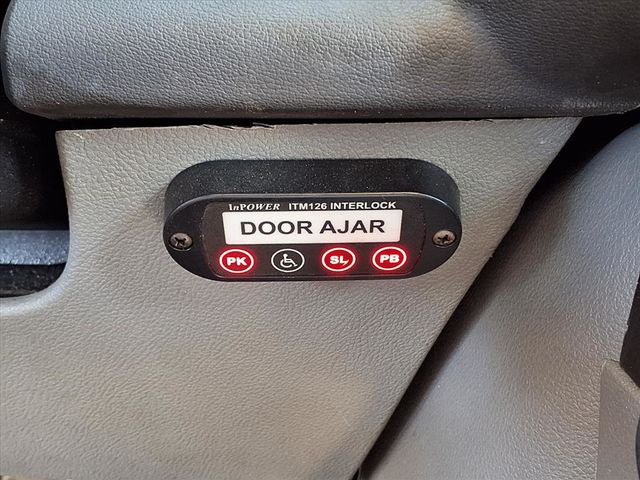 InPOWER ITM126 INTERLOCK
DOOR AJAR
PK SL PB